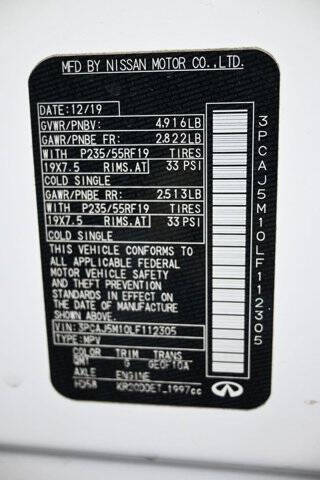 MFD BY NISSAN MOTOR CO.,LTD.
DATE:12/19
GVWR/PNBV: 4,916LB
GAWR/PNBE FR: 2,822LB
WITH P235/55RF19 TIRES
19X7.5 RIMS,AT 33 PSI
COLD SINGLE
GAWR/PNBE RR: 2,513LB
WITH P235/55RF19 TIRES
19X7.5 RIMS,AT 33 PSI
COLD SINGLE
THIS VEHICLE CONFORMS TO
ALL APPLICABLE FEDERAL
MOTOR VEHICLE SAFETY
AND THEFT PREVENTION
STANDARDS IN EFFECT ON
THE DATE OF MANUFACTURE
SHOWN ABOVE.
VIN:3PCAJ5M10LF112305
TYPE:MPV
COLOR TRIM TRANS
G
AXLE ENGINE
KR20DDET 1997cc
3PCAJ5M10LF112305